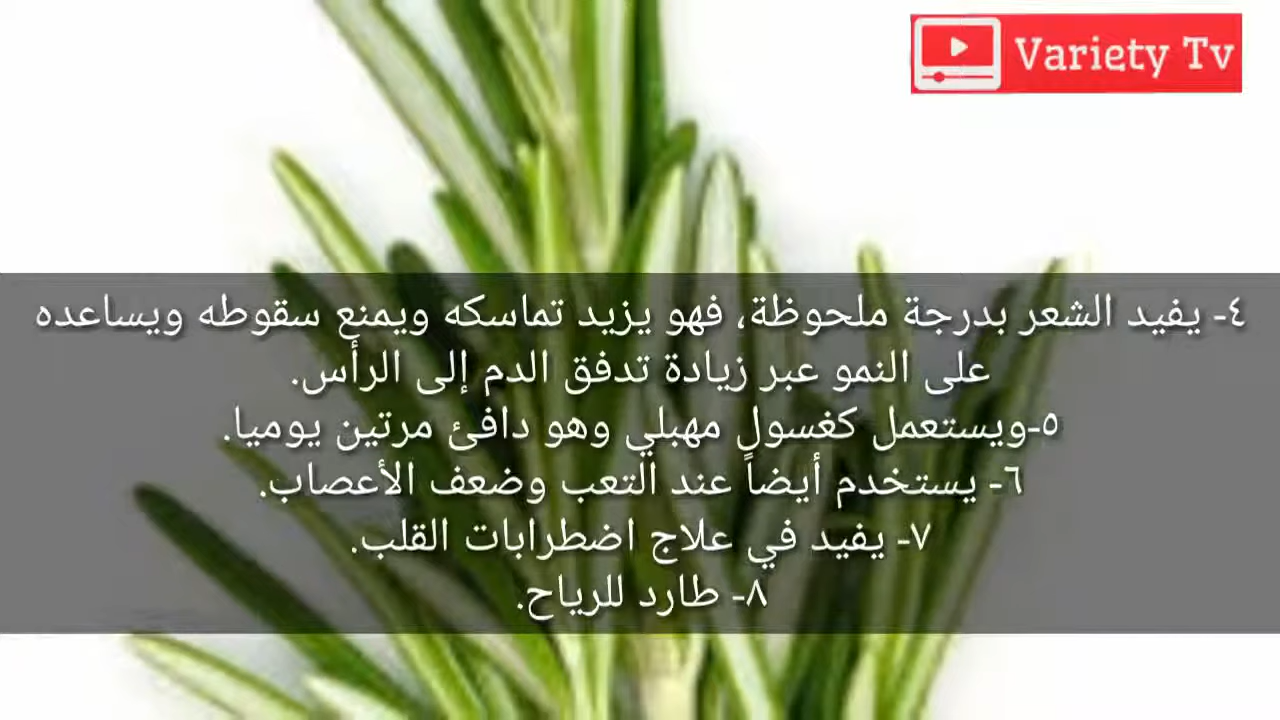 Variety Tv
٤- يفيد الشعر بدرجة ملحوظة، فهو يزيد تماسكه ويمنع سقوطه ويساعده
على النمو عبر زيادة تدفق الدم إلى الرأس.
٥-ويستعمل كغسول مهبلي وهو دافئ مرتين يوميا.
٦- يستخدم أيضاً عند التعب وضعف الأعصاب.
٧- يفيد في علاج اضطرابات القلب.
٨- طارد للرياح.